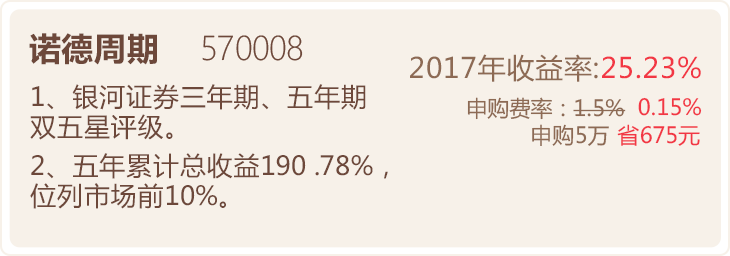 诺德周期 570008
1、银河证券三年期、五年期
双五星评级。
2、五年累计总收益190 .78%，
位列市场前10%。
2017年收益率:25.23%
申购费率：1.5% 0.15%
申购5万 省675元